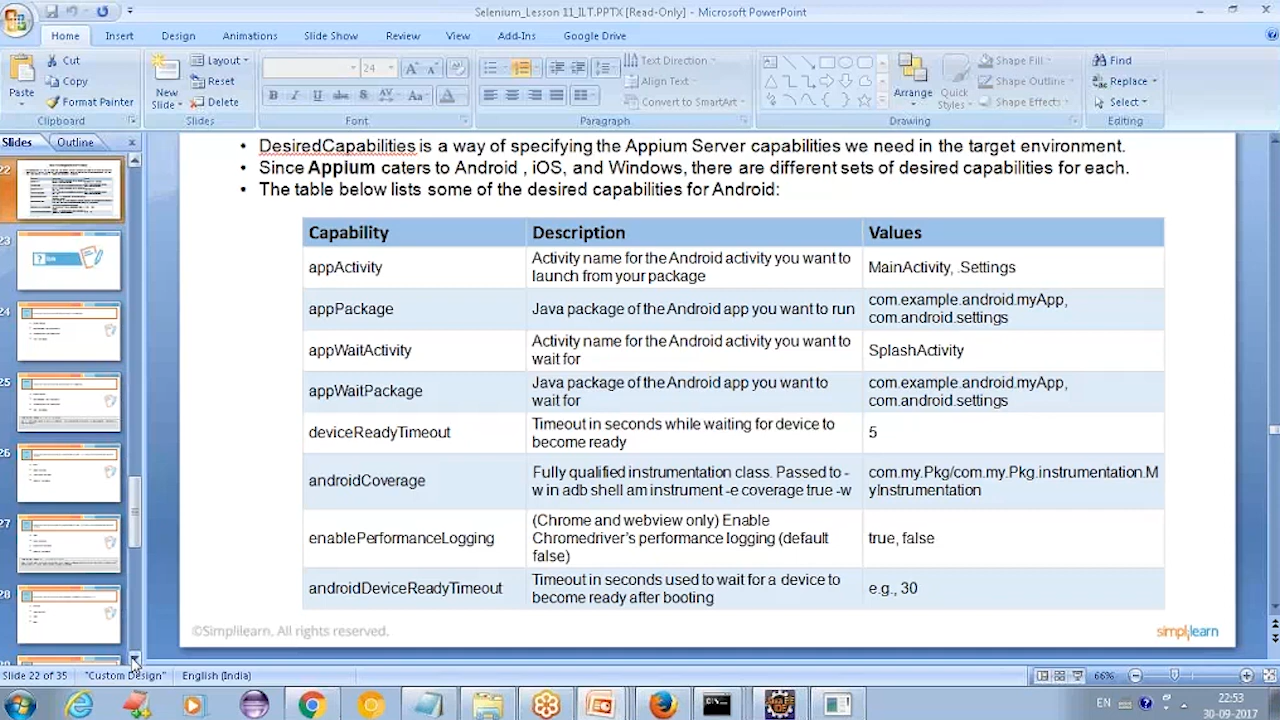 Selenium_Lesson 11_ILT.PPTX [Read-Only] - Microsoft PowerPoint
Home Insert Design Animations Slide Show Review View Add-Ins Google Drive
Paste
Cut
Copy
Format Painter
Clipboard
New Slide
Layout
Reset
Delete
Slides
24
B I U abc AV Aa A
Font
Text Direction
Align Text
Convert to SmartArt
Paragraph
Arrange
Quick Styles
Shape Fill
Shape Outline
Shape Effects
Drawing
Find
Replace
Select
Editing
Slides Outline
22
23
24
25
26
27
28
• DesiredCapabilities is a way of specifying the Appium Server capabilities we need in the target environment.
• Since Appium caters to Android, iOS, and Windows, there are different sets of desired capabilities for each.
• The table below lists some of the desired capabilities for Android:
Capability Description Values
appActivity Activity name for the Android activity you want to launch from your package MainActivity, .Settings
appPackage Java package of the Android app you want to run com.example.android.myApp, com.android.settings
appWaitActivity Activity name for the Android activity you want to wait for SplashActivity
appWaitPackage Java package of the Android app you want to wait for com.example.android.myApp, com.android.settings
deviceReadyTimeout Timeout in seconds while waiting for device to become ready 5
androidCoverage Fully qualified instrumentation class. Passed to -w in adb shell am instrument -e coverage true -w com.my.Pkg/com.my.Pkg.instrumentation.MyInstrumentation
enablePerformanceLogging (Chrome and webview only) Enable Chromedriver's performance logging (default false) true, false
androidDeviceReadyTimeout Timeout in seconds used to wait for a device to become ready after booting e.g., 30
©Simplilearn. All rights reserved.
simplilearn
Slide 22 of 35 "Custom Design" English (India)
66%
EN
22:53
30-09-2017